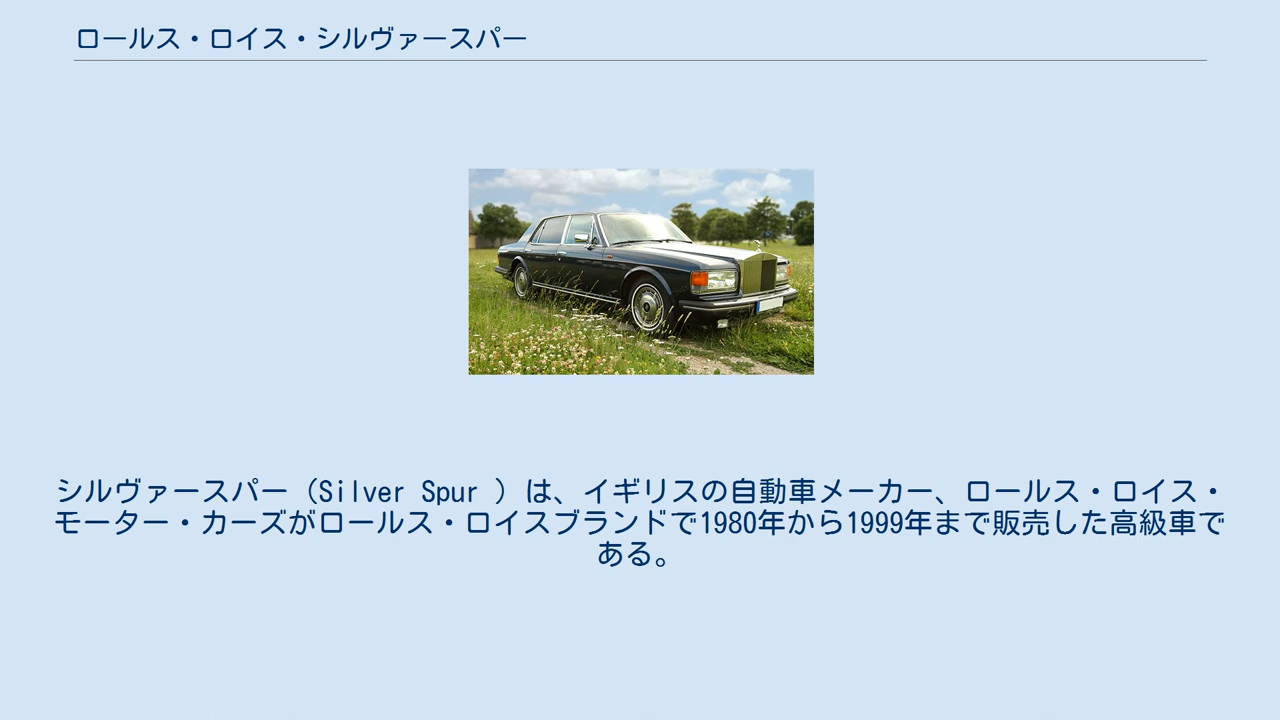 ロールス・ロイス・シルヴァースパー
シルヴァースパー（Silver Spur ）は、イギリスの自動車メーカー、ロールス・ロイス・
モーター・カーズがロールス・ロイスブランドで1980年から1999年まで販売した高級車で
ある。